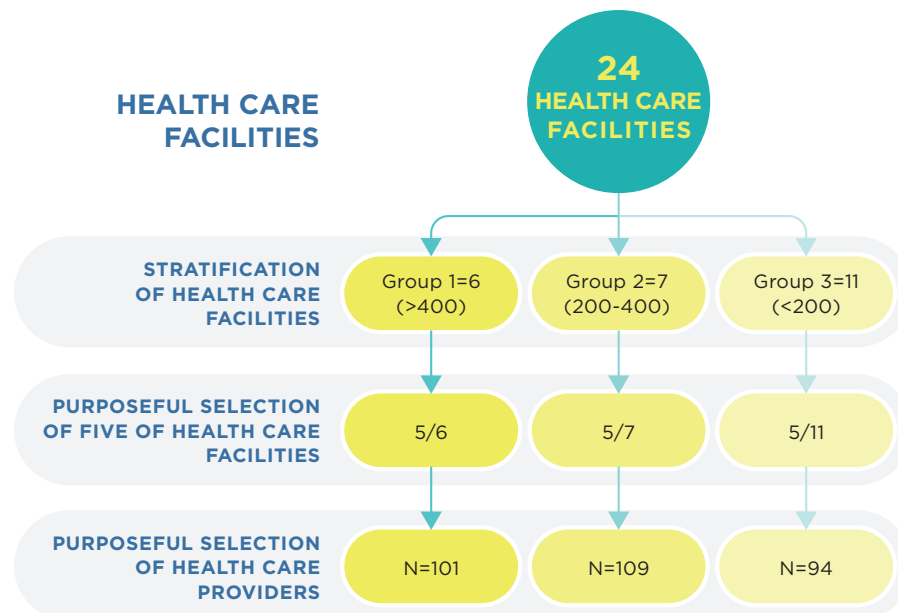 24
HEALTH CARE
FACILITIES
HEALTH CARE
FACILITIES
STRATIFICATION
OF HEALTH CARE
FACILITIES
Group 1=6
(>400)
Group 2=7
(200-400)
Group 3=11
(<200)
PURPOSEFUL SELECTION
OF FIVE OF HEALTH CARE
FACILITIES
5/6
5/7
5/11
PURPOSEFUL SELECTION
OF HEALTH CARE
PROVIDERS
N=101
N=109
N=94